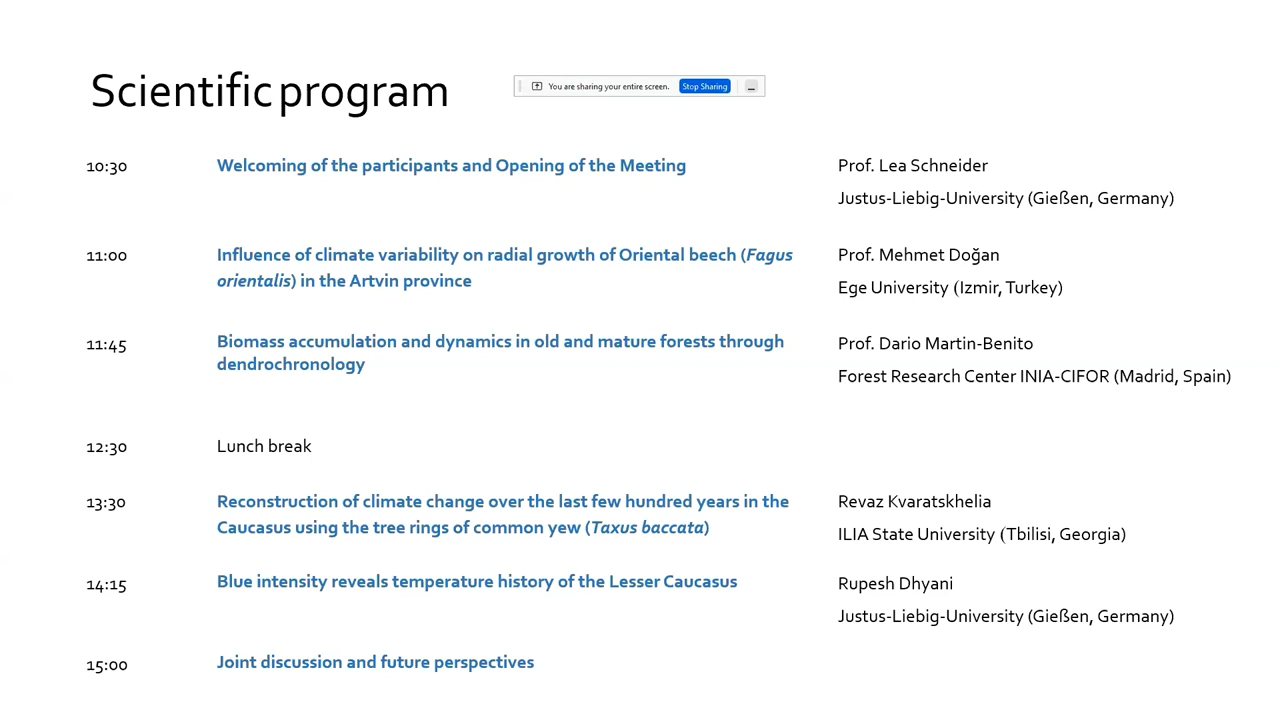 Scientific program
You are sharing your entire screen. Stop Sharing
10:30 Welcoming of the participants and Opening of the Meeting Prof. Lea Schneider
Justus-Liebig-University (Gießen, Germany)
11:00 Influence of climate variability on radial growth of Oriental beech (Fagus Prof. Mehmet Doğan
orientalis) in the Artvin province Ege University (Izmir, Turkey)
11:45 Biomass accumulation and dynamics in old and mature forests through Prof. Dario Martin-Benito
dendrochronology Forest Research Center INIA-CIFOR (Madrid, Spain)
12:30 Lunch break
13:30 Reconstruction of climate change over the last few hundred years in the Revaz Kvaratskhelia
Caucasus using the tree rings of common yew (Taxus baccata) ILIA State University (Tbilisi, Georgia)
14:15 Blue intensity reveals temperature history of the Lesser Caucasus Rupesh Dhyani
Justus-Liebig-University (Gießen, Germany)
15:00 Joint discussion and future perspectives